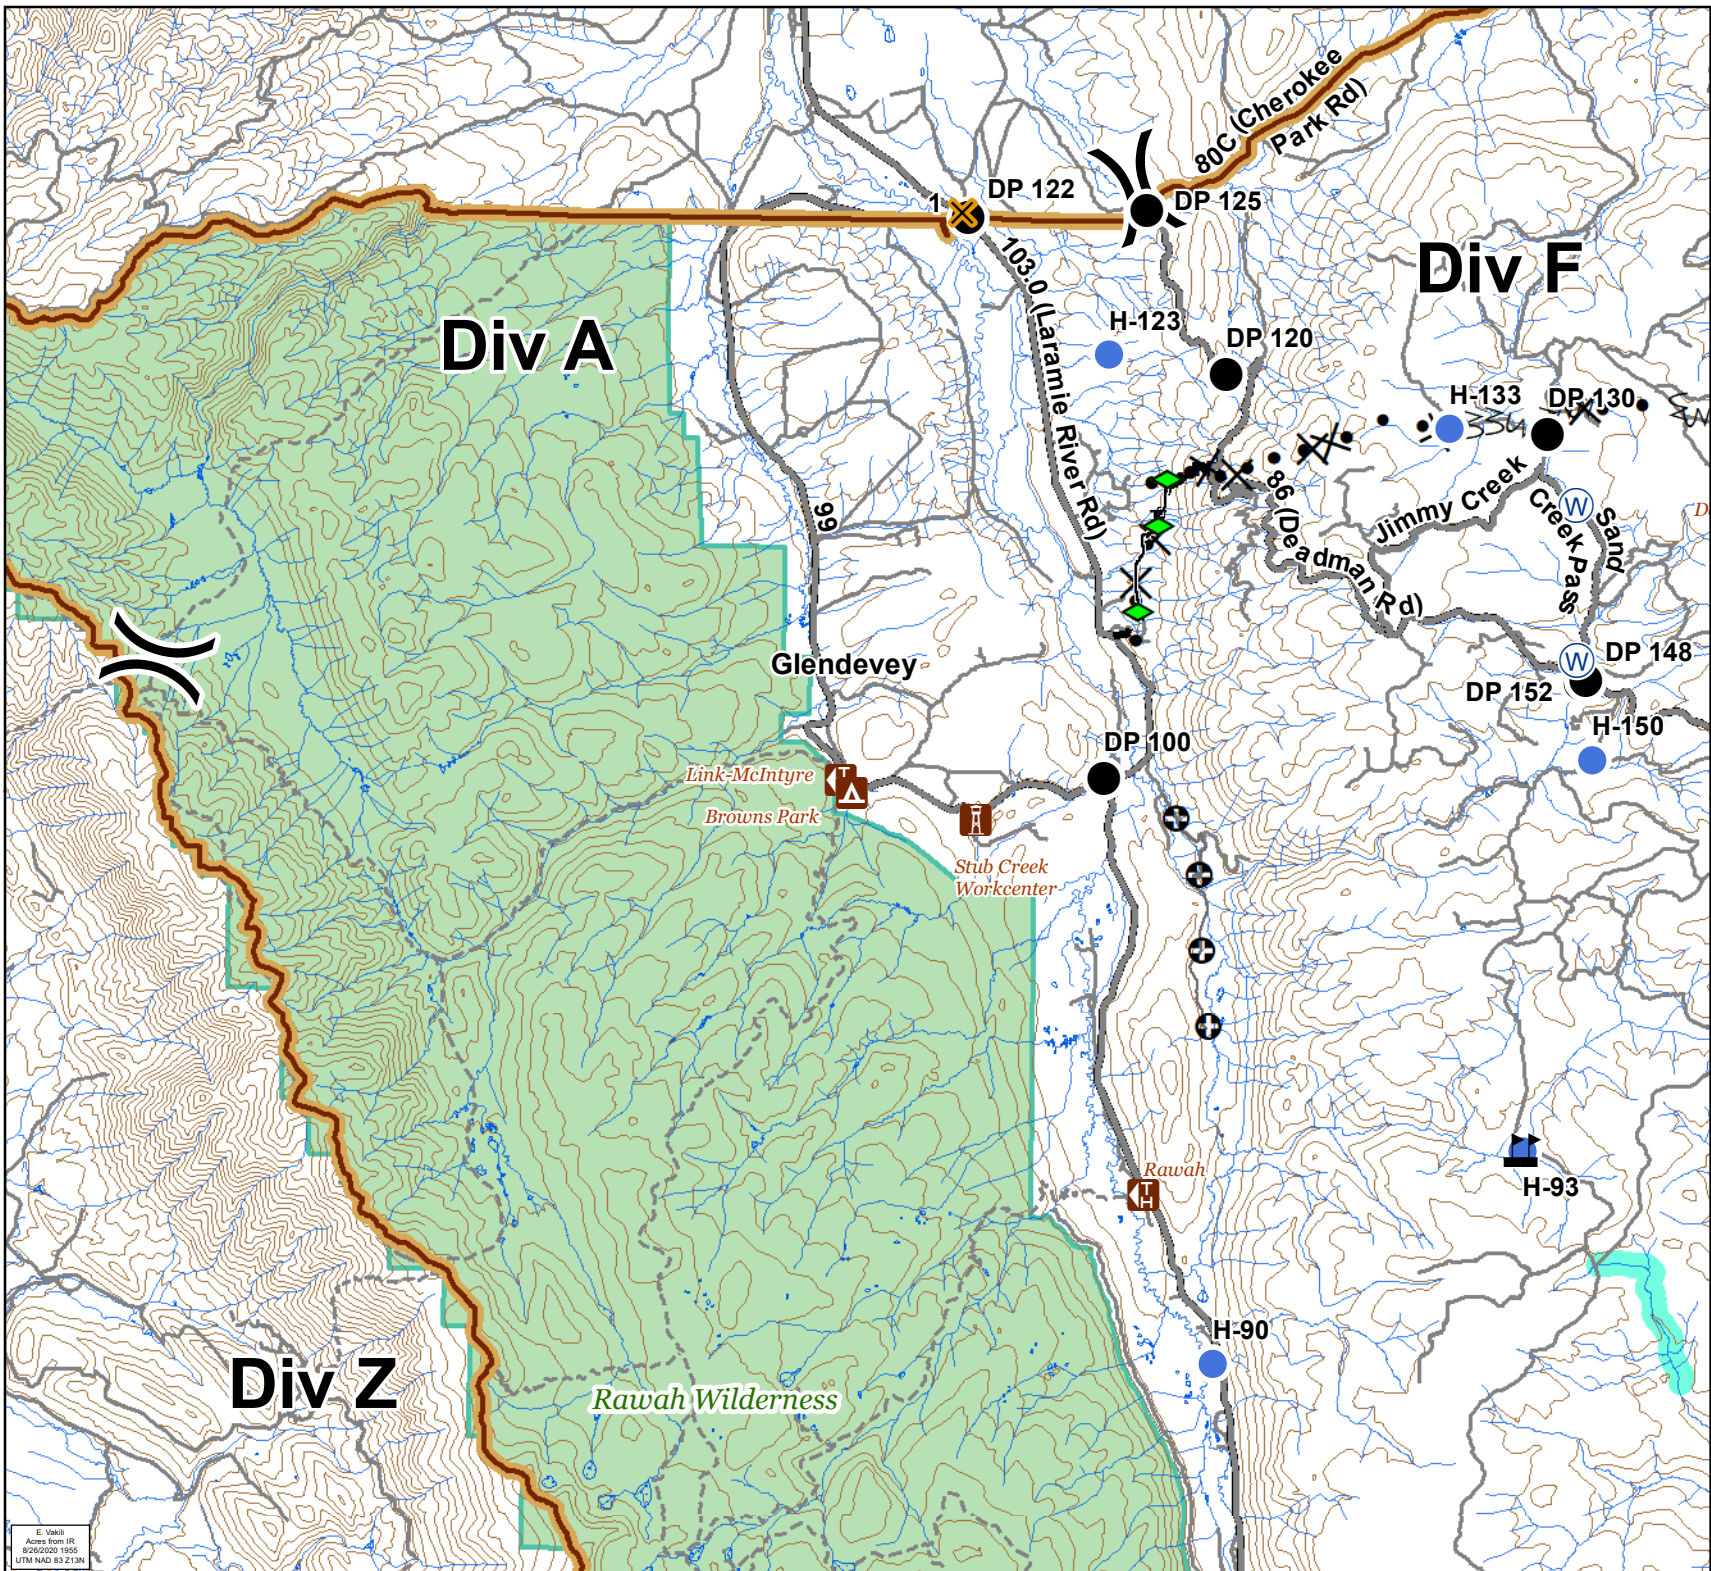 80C (Cherokee
Park Rd)
DP 122
1
DP 125
Div F
103.0 (Laramie River Rd)
H-123
Div A
DP 120
H-133
DP 130
334
86 (Deadman Rd)
Jimmy Creek
W
Sand
Creek Pass
99
Glendevey
W
DP 148
DP 152
H-150
DP 100
Link-McIntyre
T
Browns Park
Stub Creek
Workcenter
Rawah
TH
H-93
H-90
Div Z
Rawah Wilderness
E. Vakili
Acres from IR
8/26/2020 1955
UTM NAD 83 Z13N